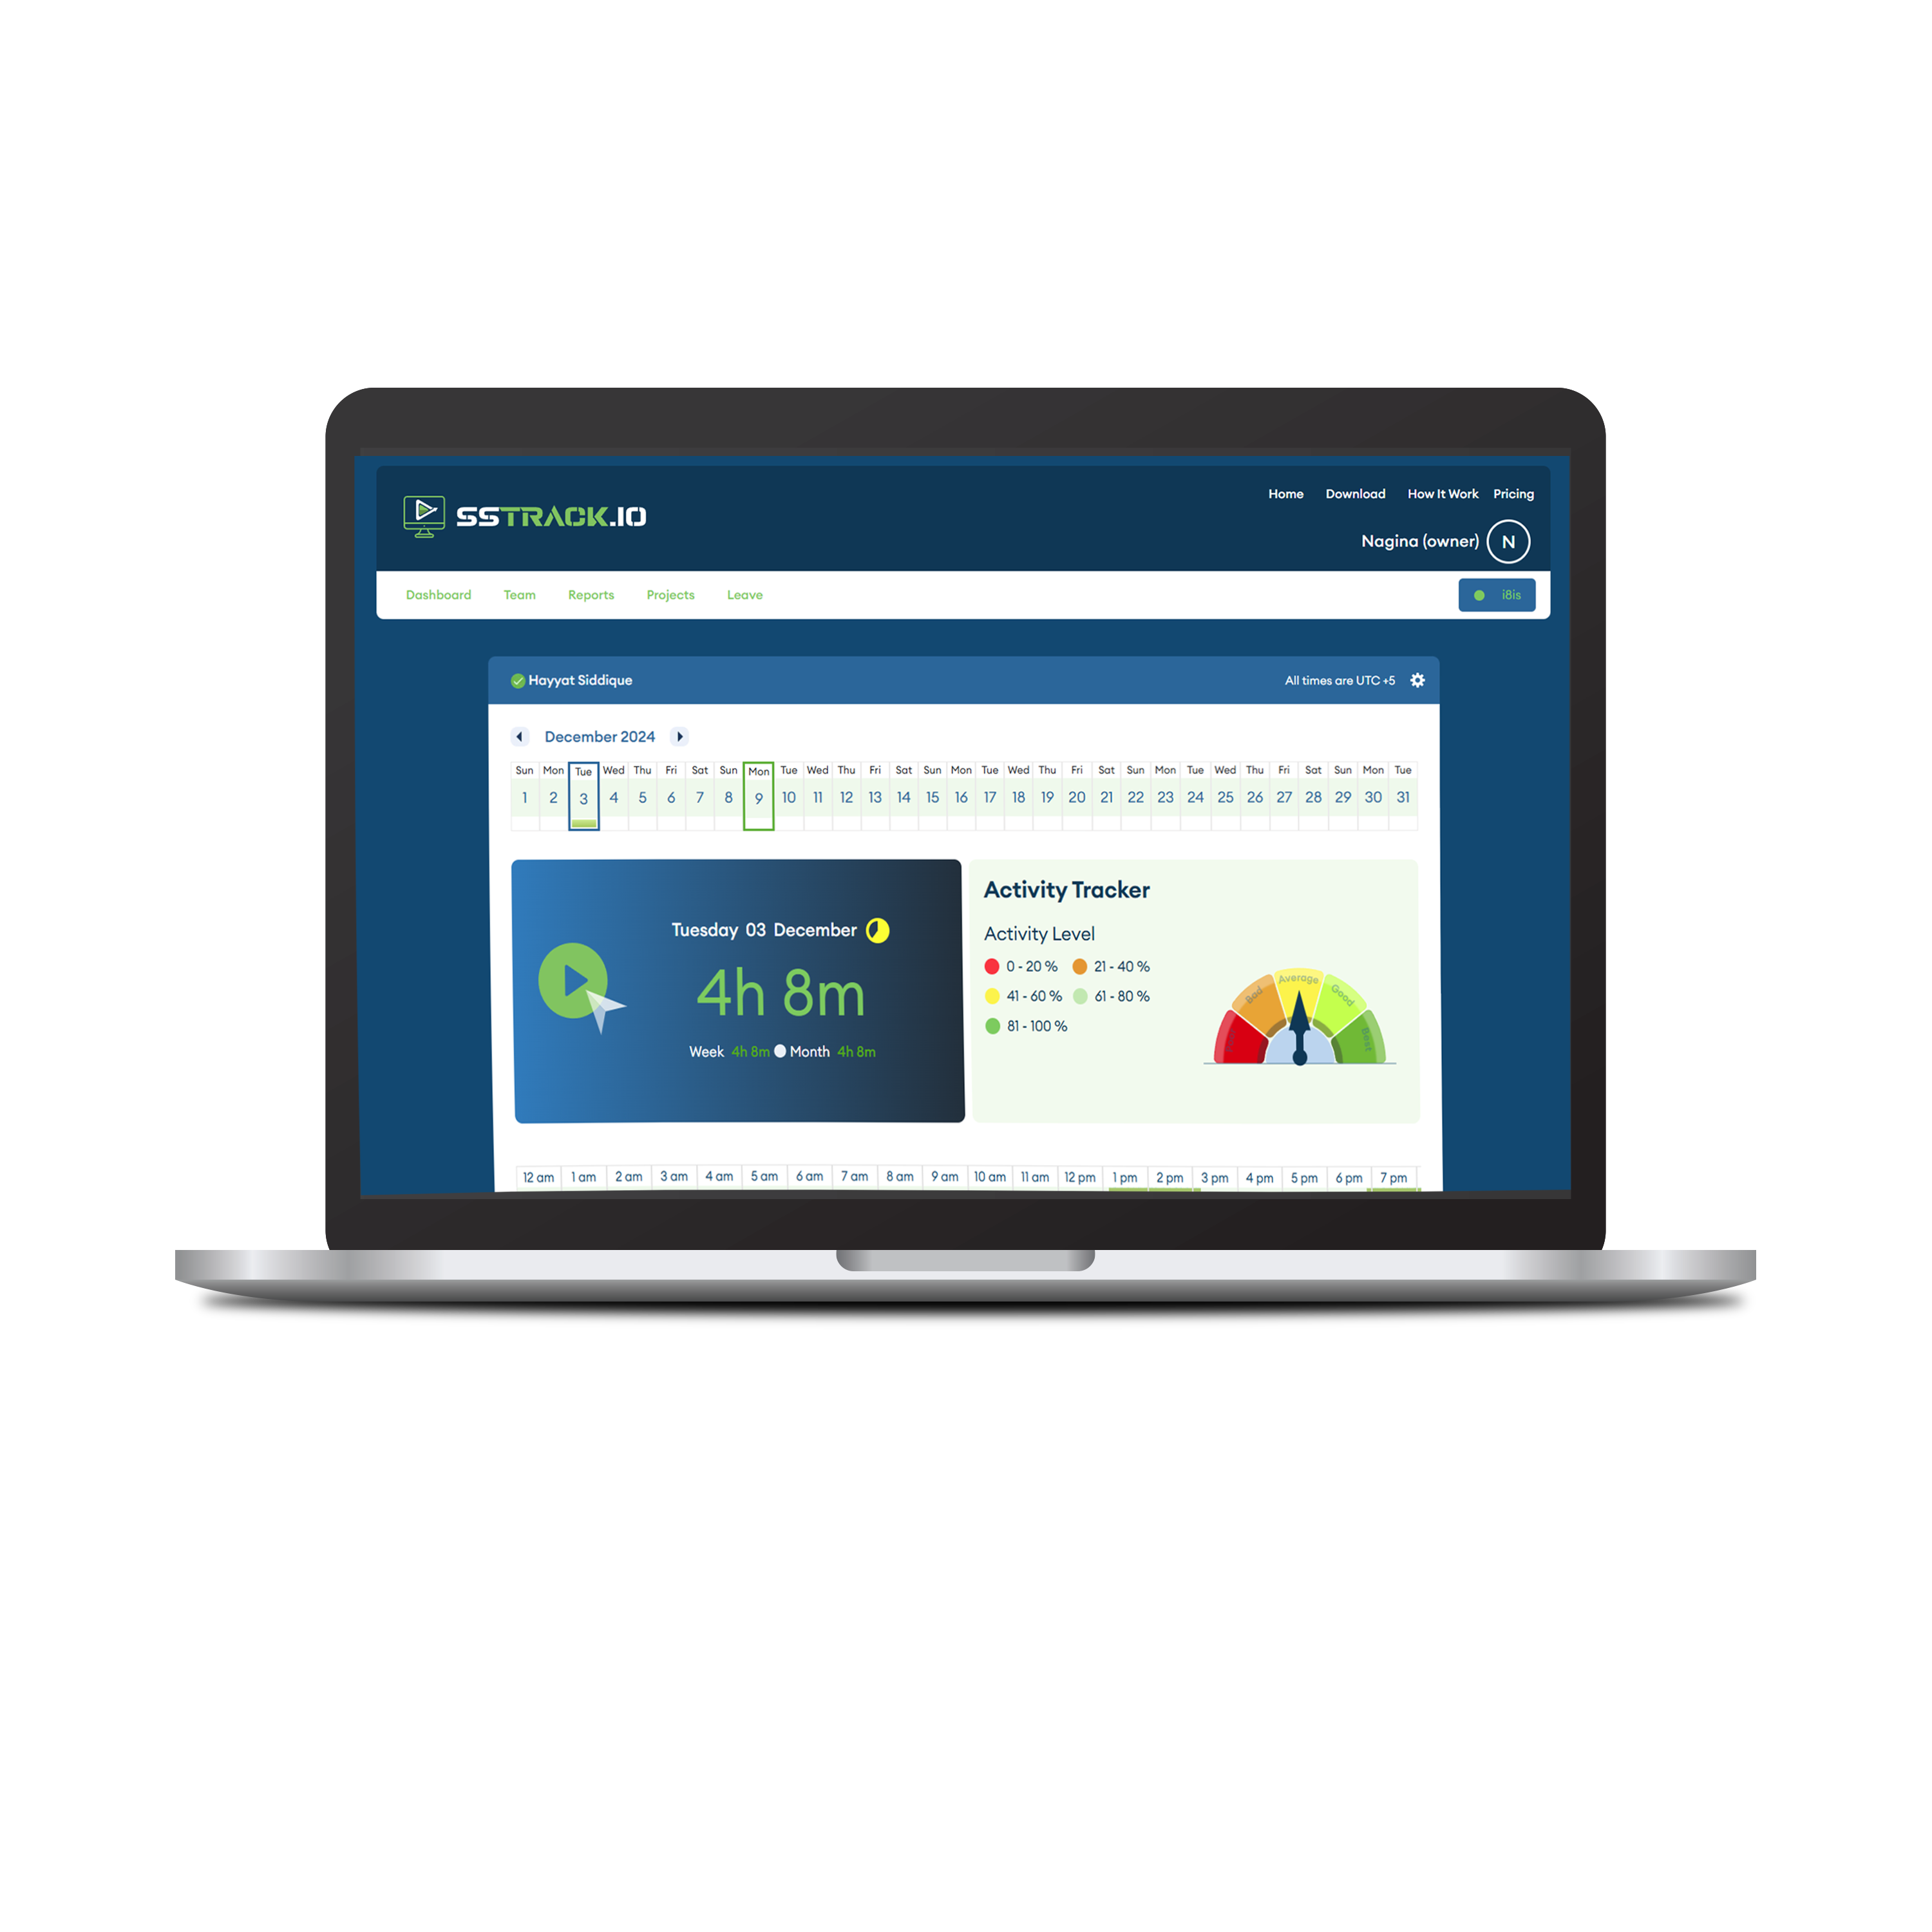 SSTRACK.IO
Home Download How It Work Pricing
Nagina (owner) N
Dashboard Team Reports Projects Leave i8is
Hayyat Siddique All times are UTC +5
December 2024
Sun Mon Tue Wed Thu Fri Sat Sun Mon Tue Wed Thu Fri Sat Sun Mon Tue Wed Thu Fri Sat Sun Mon Tue Wed Thu Fri Sat Sun Mon Tue
1 2 3 4 5 6 7 8 9 10 11 12 13 14 15 16 17 18 19 20 21 22 23 24 25 26 27 28 29 30 31
Tuesday 03 December
4h 8m
Week 4h 8m Month 4h 8m
Activity Tracker
Activity Level
0 - 20 % 21 - 40 %
41 - 60 % 61 - 80 %
81 - 100 %
Bad Average Good Best
12 am 1 am 2 am 3 am 4 am 5 am 6 am 7 am 8 am 9 am 10 am 11 am 12 pm 1 pm 2 pm 3 pm 4 pm 5 pm 6 pm 7 pm